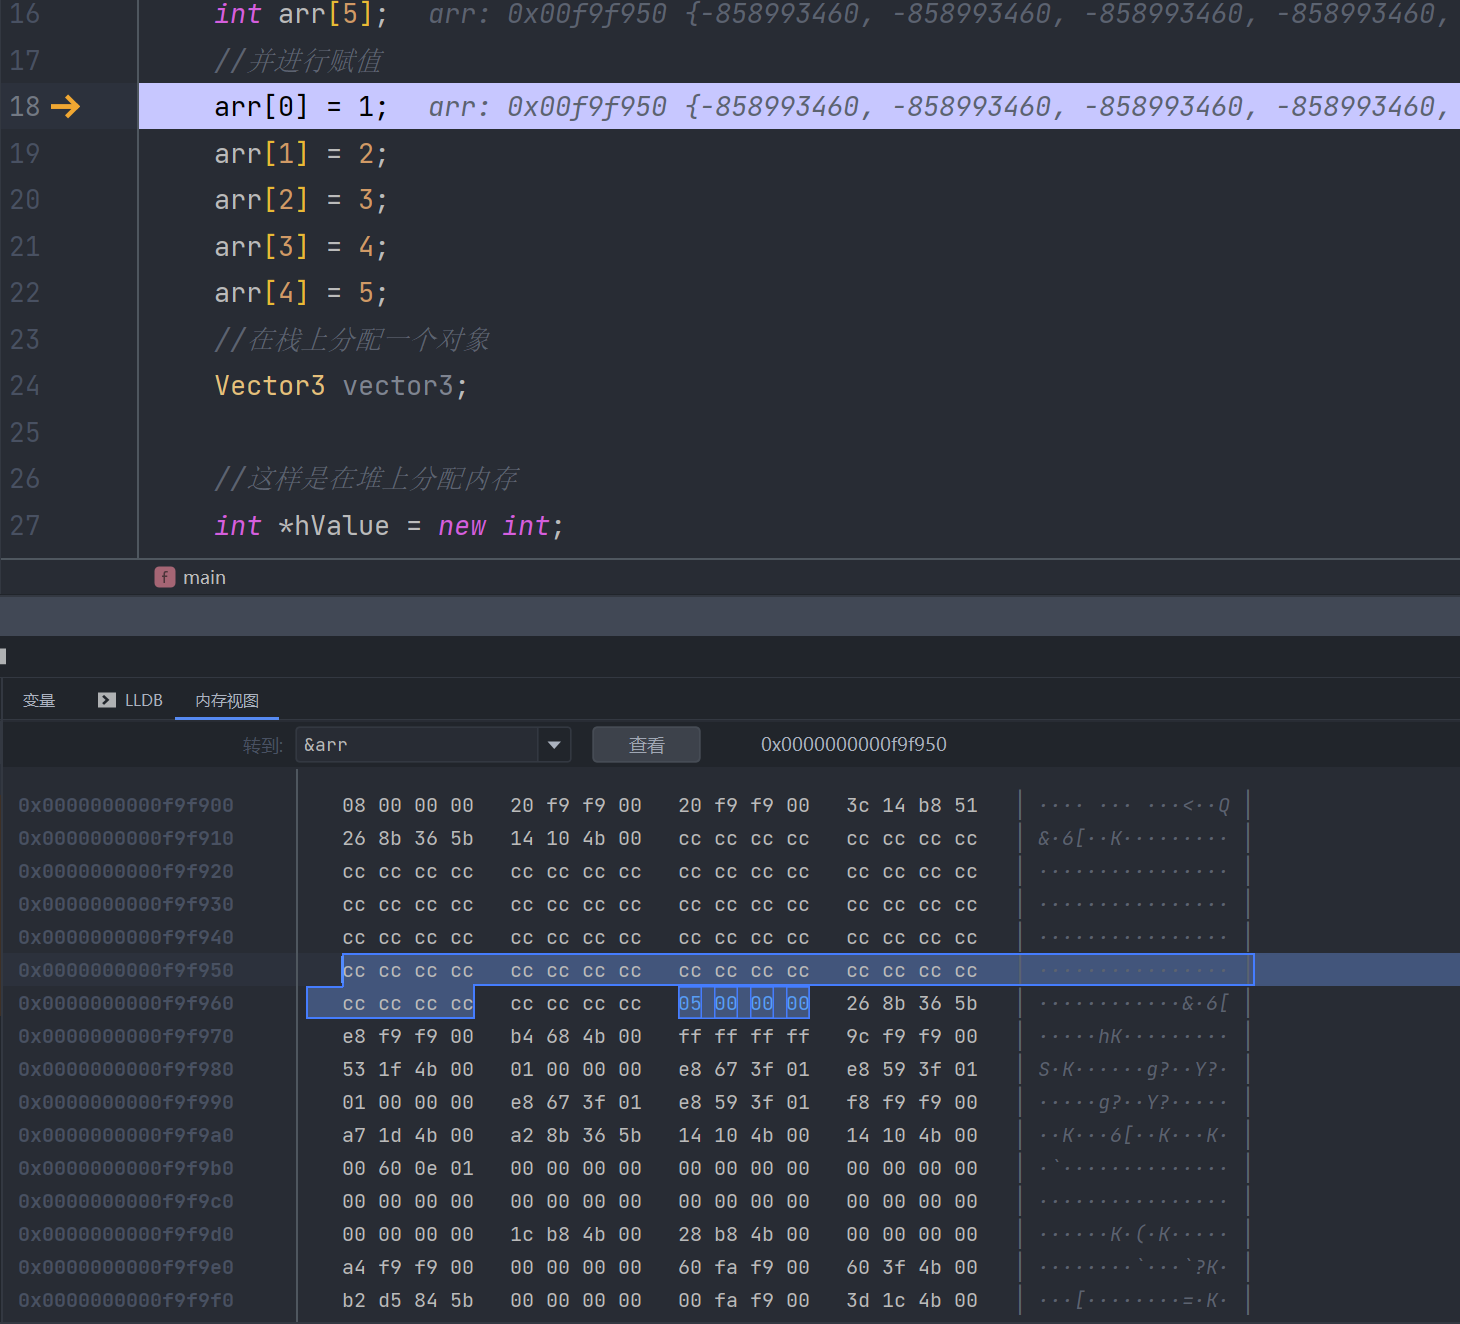 16 int arr[5]; arr: 0x00f9f950 {-858993460, -858993460, -858993460, -858993460,
17 //并进行赋值
18 arr[0] = 1; arr: 0x00f9f950 {-858993460, -858993460, -858993460, -858993460,
19 arr[1] = 2;
20 arr[2] = 3;
21 arr[3] = 4;
22 arr[4] = 5;
23 //在栈上分配一个对象
24 Vector3 vector3;
25
26 //这样是在堆上分配内存
27 int *hValue = new int;
f main
变量 LLDB 内存视图
转到: &arr 查看 0x0000000000f9f950
0x0000000000f9f900 08 00 00 00 20 f9 f9 00 20 f9 f9 00 3c 14 b8 51 ···· ··· ···<··Q
0x0000000000f9f910 26 8b 36 5b 14 10 4b 00 cc cc cc cc cc cc cc cc &·6[··K·········
0x0000000000f9f920 cc cc cc cc cc cc cc cc cc cc cc cc cc cc cc cc ················
0x0000000000f9f930 cc cc cc cc cc cc cc cc cc cc cc cc cc cc cc cc ················
0x0000000000f9f940 cc cc cc cc cc cc cc cc cc cc cc cc cc cc cc cc ················
0x0000000000f9f950 cc cc cc cc cc cc cc cc cc cc cc cc cc cc cc cc ················
0x0000000000f9f960 cc cc cc cc cc cc cc cc 05 00 00 00 26 8b 36 5b ············&·6[
0x0000000000f9f970 e8 f9 f9 00 b4 68 4b 00 ff ff ff ff 9c f9 f9 00 ·····hK·········
0x0000000000f9f980 53 1f 4b 00 01 00 00 00 e8 67 3f 01 e8 59 3f 01 S·K······g?··Y?·
0x0000000000f9f990 01 00 00 00 e8 67 3f 01 e8 59 3f 01 f8 f9 f9 00 ·····g?··Y?·····
0x0000000000f9f9a0 a7 1d 4b 00 a2 8b 36 5b 14 10 4b 00 14 10 4b 00 ··K···6[··K···K·
0x0000000000f9f9b0 00 60 0e 01 00 00 00 00 00 00 00 00 00 00 00 00 ·`··············
0x0000000000f9f9c0 00 00 00 00 00 00 00 00 00 00 00 00 00 00 00 00 ················
0x0000000000f9f9d0 00 00 00 00 1c b8 4b 00 28 b8 4b 00 00 00 00 00 ······K·(·K·····
0x0000000000f9f9e0 a4 f9 f9 00 00 00 00 00 60 fa f9 00 60 3f 4b 00 ········`···`?K·
0x0000000000f9f9f0 b2 d5 84 5b 00 00 00 00 00 fa f9 00 3d 1c 4b 00 ···[········=·K·